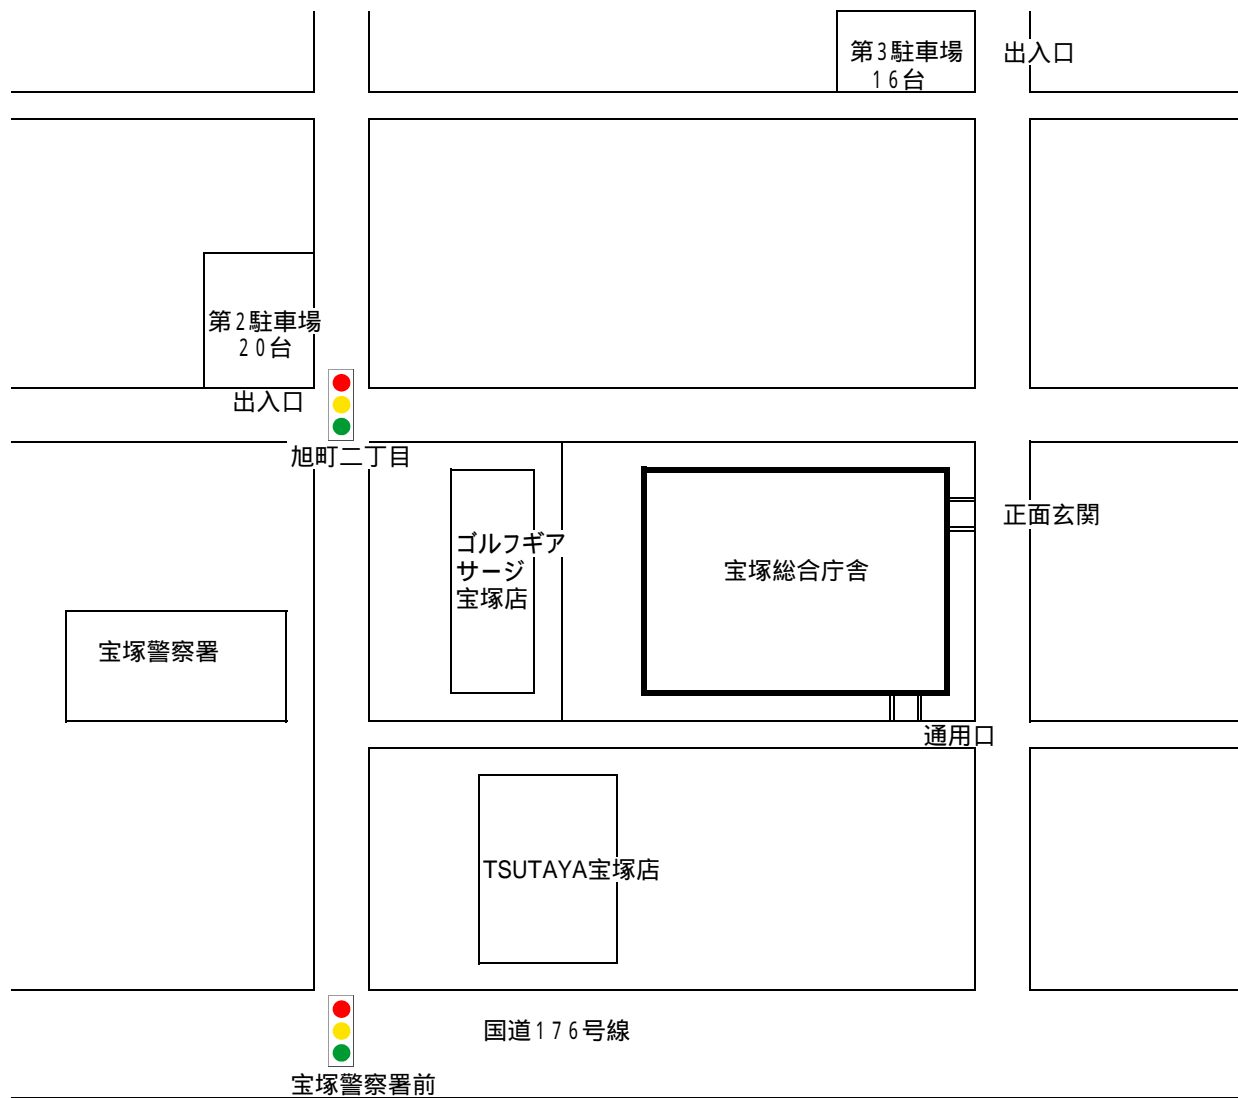 第3駐車場
16台
出入口
第2駐車場
20台
出入口
旭町二丁目
ゴルフギア
サージ
宝塚店
宝塚総合庁舎
正面玄関
宝塚警察署
通用口
TSUTAYA宝塚店
国道176号線
宝塚警察署前